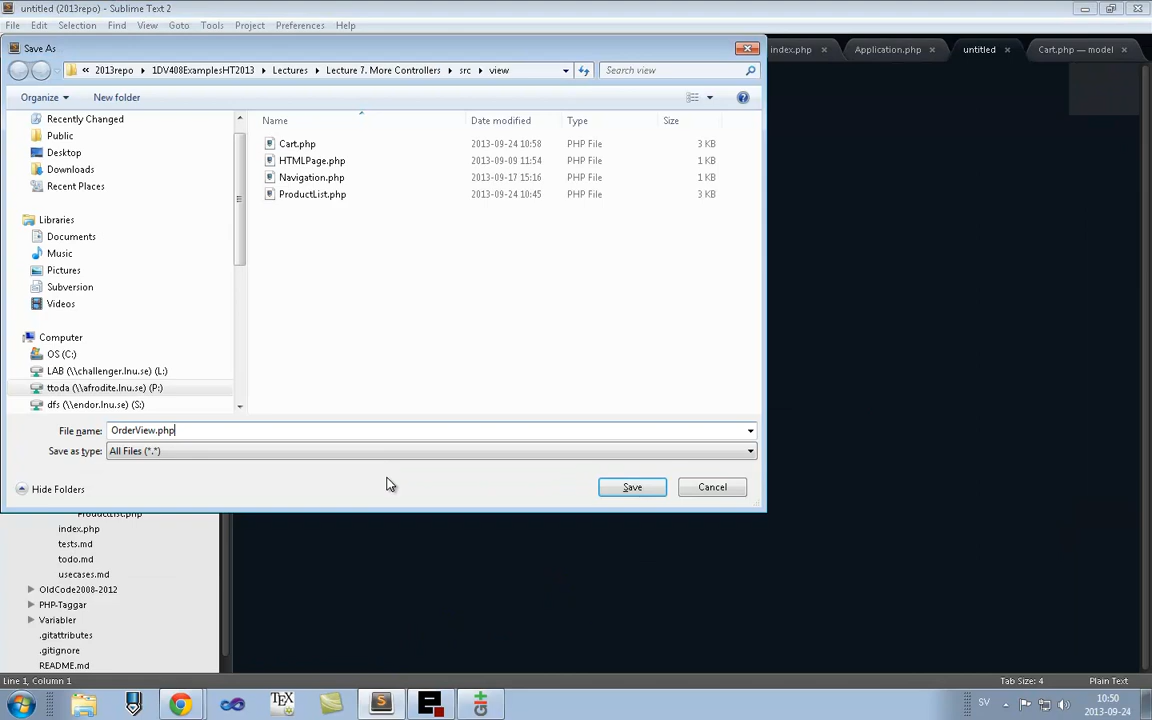 untitled (2013repo) - Sublime Text 2
File Edit Selection Find View Goto Tools Project Preferences Help
Save As
index.php × Application.php × untitled × Cart.php — model ×
« 2013repo Lectures Lecture 7. More Controllers src view Search view
1DV408ExamplesHT2013
Organize New folder
Recently Changed
Public
Desktop
Downloads
Recent Places
Libraries
Documents
Music
Pictures
Subversion
Videos
Computer
OS (C:)
LAB (\\challenger.lnu.se) (L:)
ttoda (\\afrodite.lnu.se) (P:)
dfs (\\endor.lnu.se) (S:)
Name Date modified Type Size
Cart.php 2013-09-24 10:58 PHP File 3 KB
HTMLPage.php 2013-09-09 11:54 PHP File 1 KB
Navigation.php 2013-09-17 15:16 PHP File 1 KB
ProductList.php 2013-09-24 10:45 PHP File 3 KB
File name: OrderView.php
Save as type: All Files (*.*)
Hide Folders Save Cancel
ProductList.php
index.php
tests.md
todo.md
usecases.md
OldCode2008-2012
PHP-Taggar
Variabler
.gitattributes
.gitignore
README.md
Line 1, Column 1 Tab Size: 4 Plain Text
SV 10:50
2013-09-24